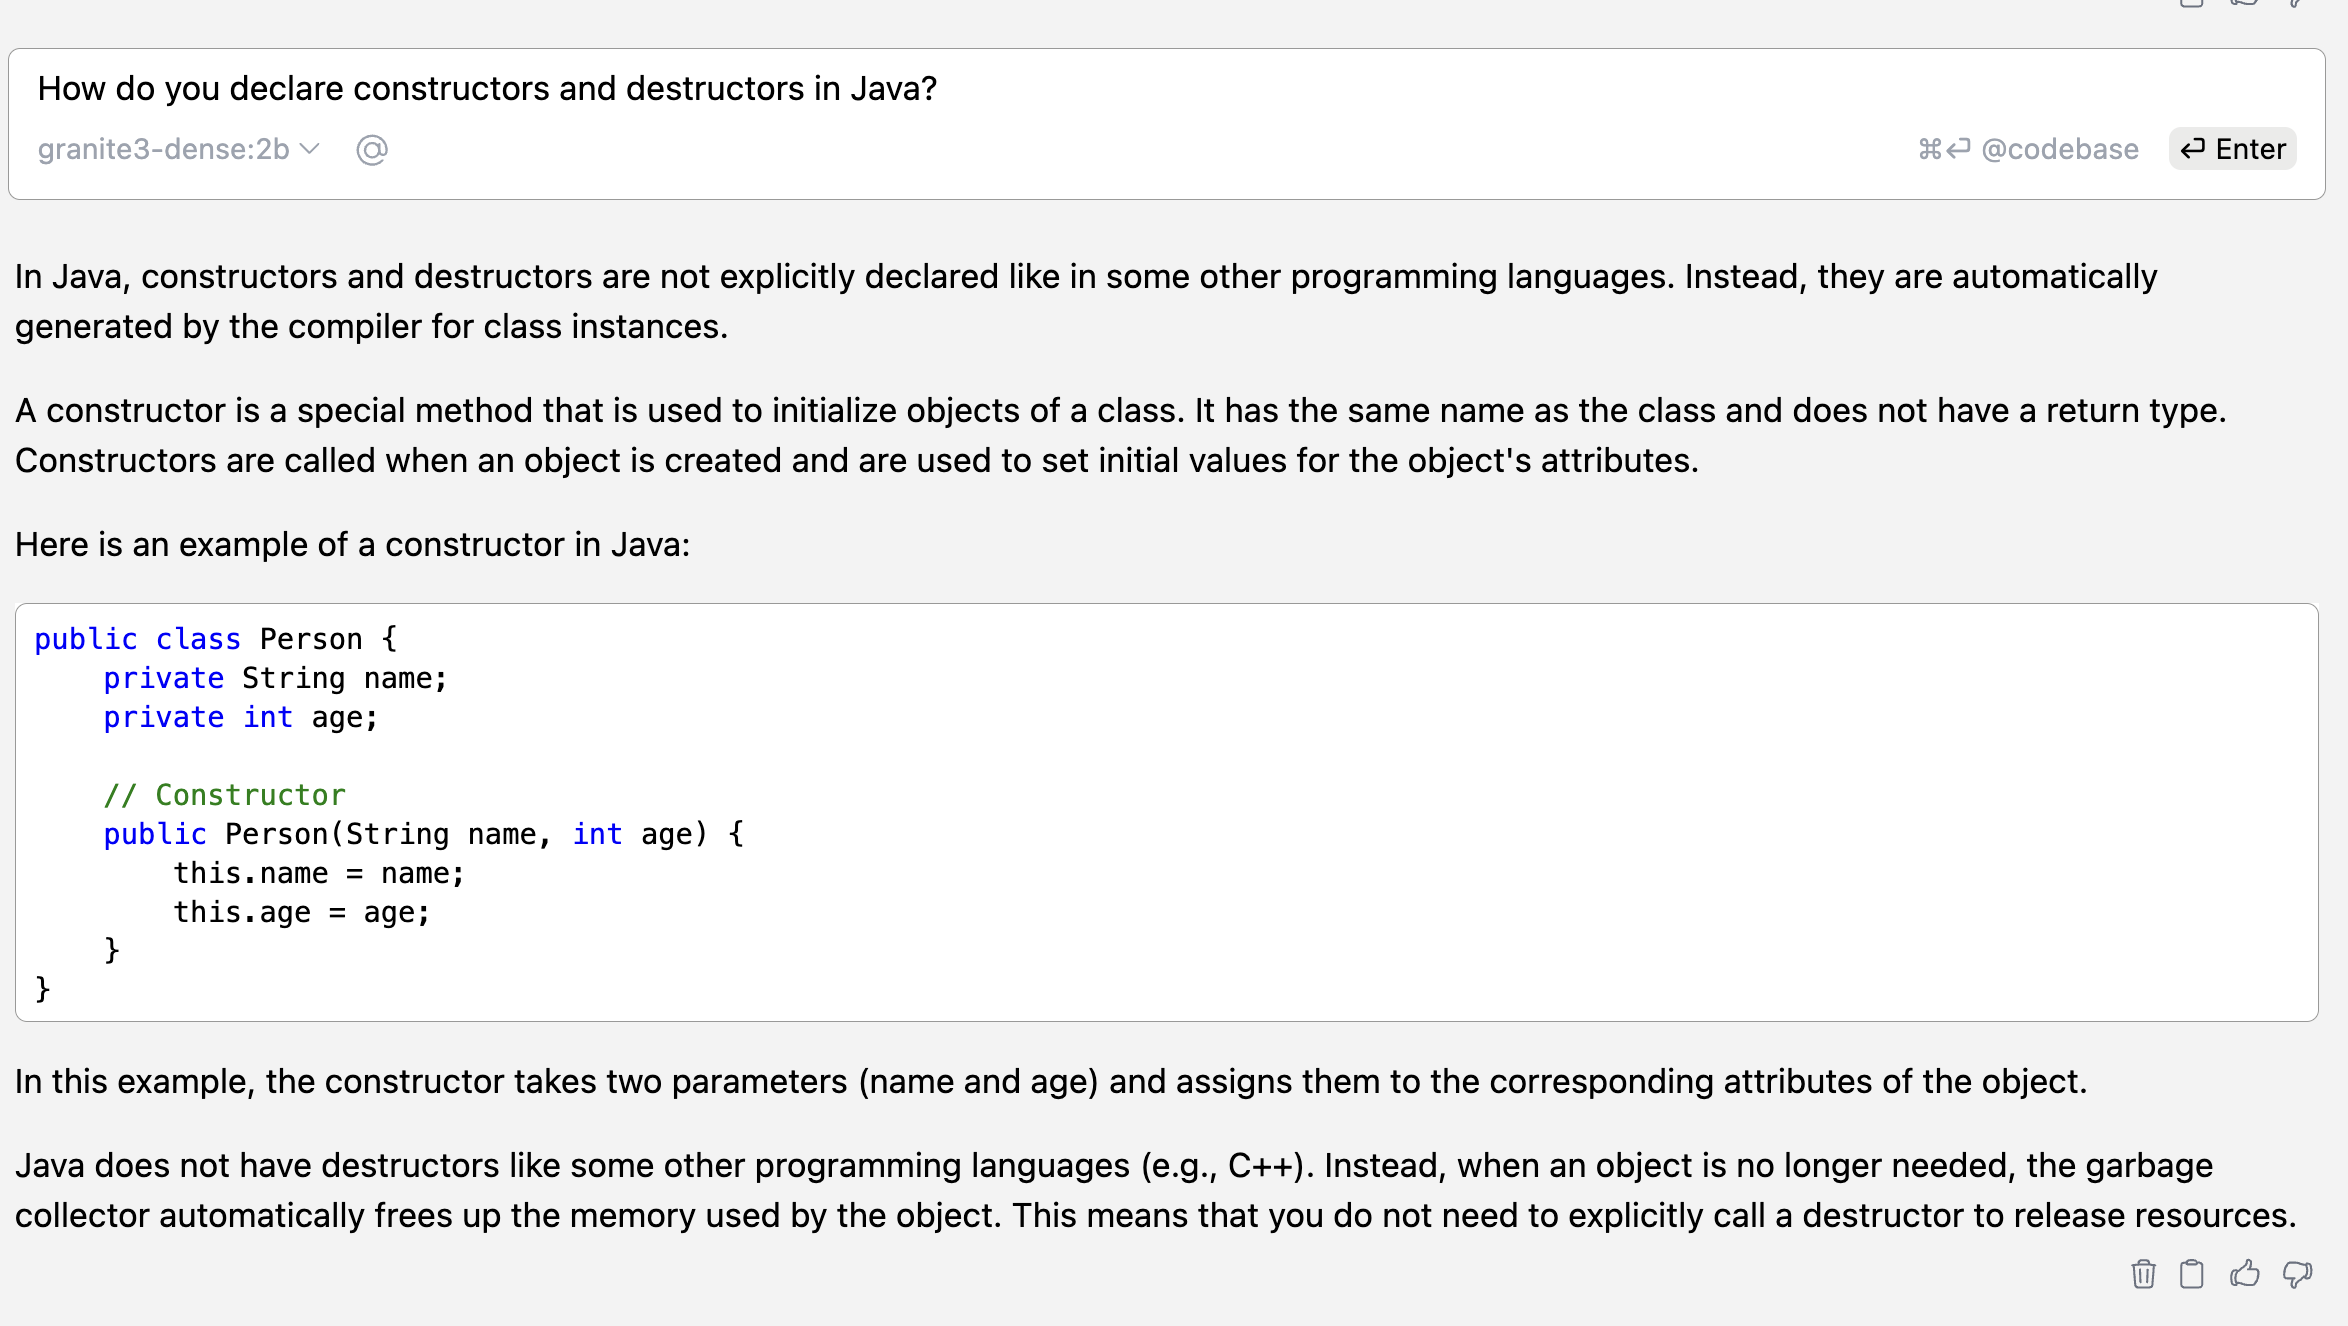 How do you declare constructors and destructors in Java?
granite3-dense:2b @ ⌘⏎ @codebase ⏎ Enter
In Java, constructors and destructors are not explicitly declared like in some other programming languages. Instead, they are automatically
generated by the compiler for class instances.
A constructor is a special method that is used to initialize objects of a class. It has the same name as the class and does not have a return type.
Constructors are called when an object is created and are used to set initial values for the object's attributes.
Here is an example of a constructor in Java:
public class Person {
    private String name;
    private int age;
    // Constructor
    public Person(String name, int age) {
        this.name = name;
        this.age = age;
    }
}
In this example, the constructor takes two parameters (name and age) and assigns them to the corresponding attributes of the object.
Java does not have destructors like some other programming languages (e.g., C++). Instead, when an object is no longer needed, the garbage
collector automatically frees up the memory used by the object. This means that you do not need to explicitly call a destructor to release resources.